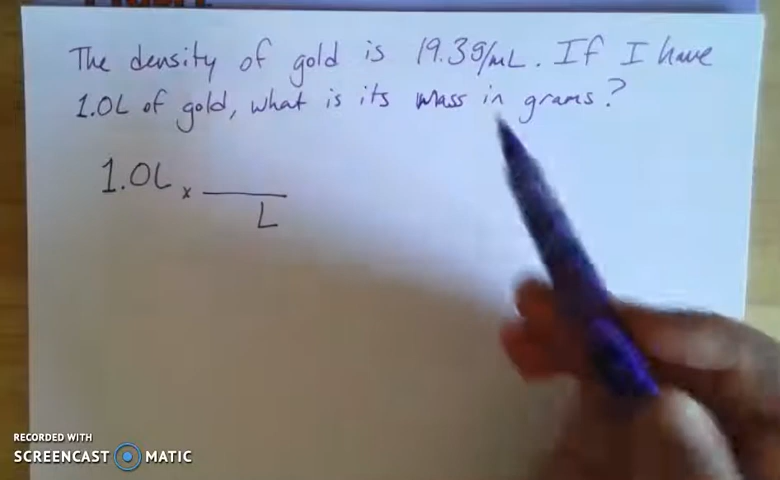 The density of gold is 19.3g/mL. If I have
1.0L of gold, what is its mass in grams?
1.0L x ______
L
RECORDED WITH
SCREENCAST MATIC